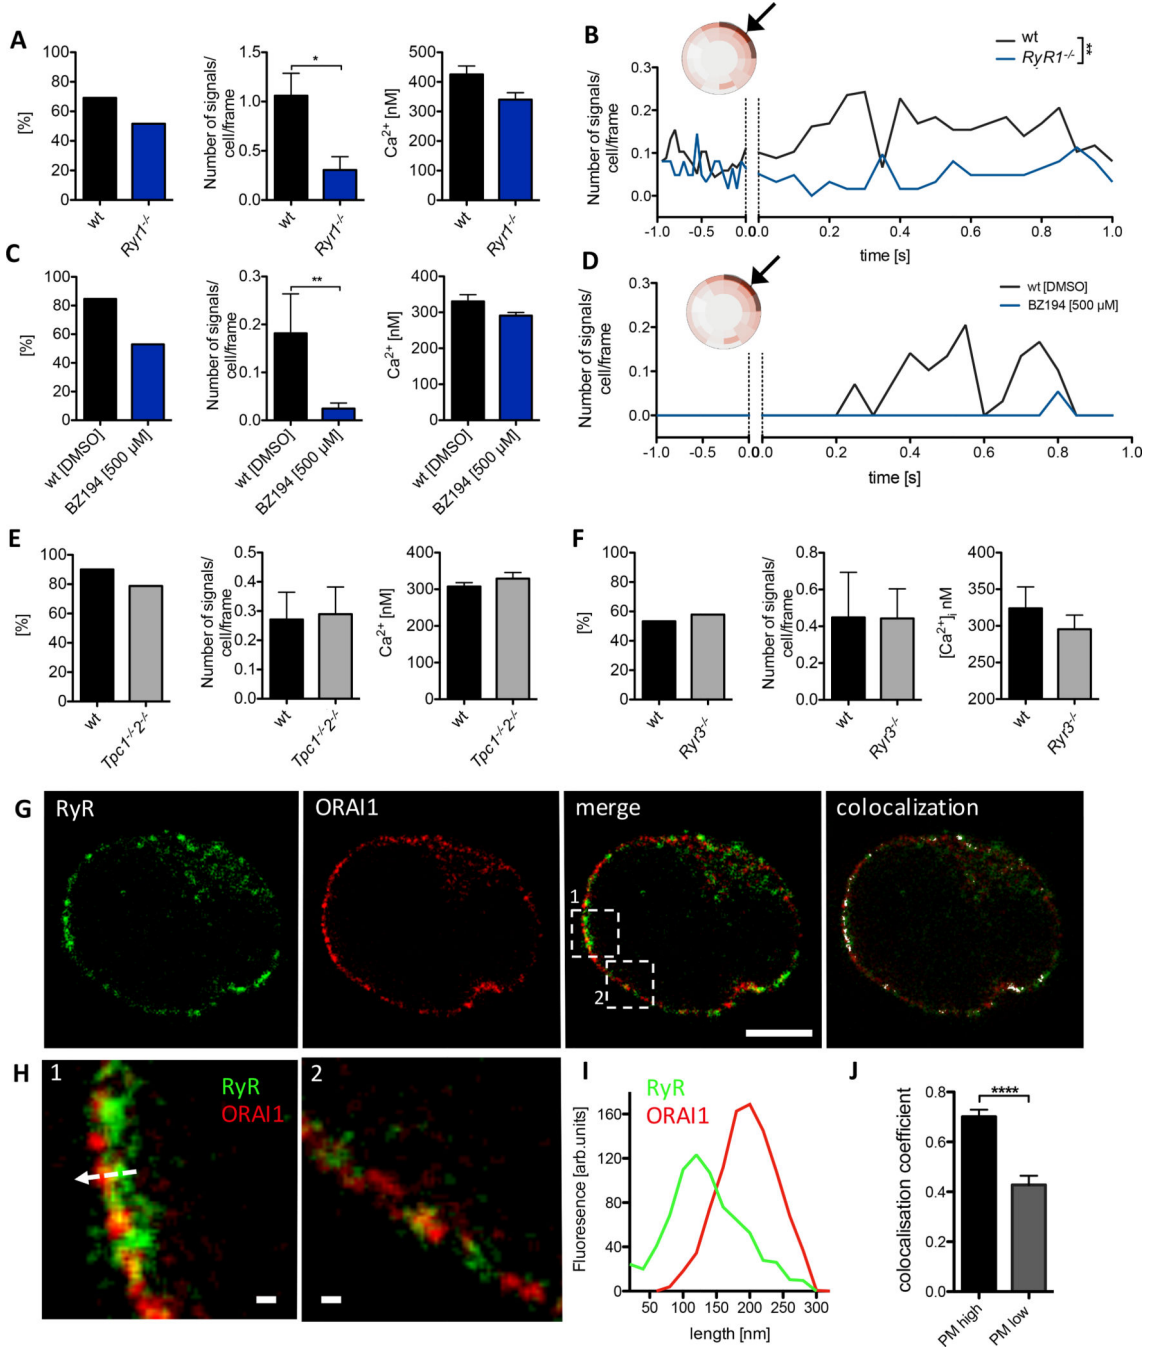 A
[%]
100
80
60
40
20
0
wt
Ryr1-/-
Number of signals/
cell/frame
1.5
1.0
0.5
0.0
*
wt
Ryr1-/-
Ca2+ [nM]
500
400
300
200
100
0
wt
Ryr1-/-
B
wt
RyR1-/-
**
Number of signals/
cell/frame
0.3
0.2
0.1
0.0
-1.0 -0.5 0.0 0.0 0.2 0.4 0.6 0.8 1.0
time [s]
C
[%]
100
80
60
40
20
0
wt [DMSO]
BZ194 [500 µM]
Number of signals/
cell/frame
0.3
0.2
0.1
0.0
**
wt [DMSO]
BZ194 [500 µM]
Ca2+ [nM]
400
300
200
100
0
wt [DMSO]
BZ194 [500 µM]
D
wt [DMSO]
BZ194 [500 µM]
Number of signals/
cell/frame
0.3
0.2
0.1
0.0
-1.0 -0.5 0.0 0.0 0.2 0.4 0.6 0.8 1.0
time [s]
E
[%]
100
80
60
40
20
0
wt
Tpc1-/-2-/-
Number of signals/
cell/frame
0.5
0.4
0.3
0.2
0.1
0.0
wt
Tpc1-/-2-/-
Ca2+ [nM]
400
300
200
100
0
wt
Tpc1-/-2-/-
F
[%]
100
80
60
40
20
0
wt
Ryr3-/-
Number of signals/
cell/frame
0.8
0.6
0.4
0.2
0.0
wt
Ryr3-/-
[Ca2+]i nM
400
350
300
250
200
wt
Ryr3-/-
G
RyR
ORAI1
merge
colocalization
1
2
H
1
RyR
ORAI1
2
I
RyR
ORAI1
Fluoresence [arb.units]
160
120
80
40
0
50 100 150 200 250 300
length [nm]
J
colocalisation coefficient
0.8
0.6
0.4
0.2
0.0
****
PM high
PM low